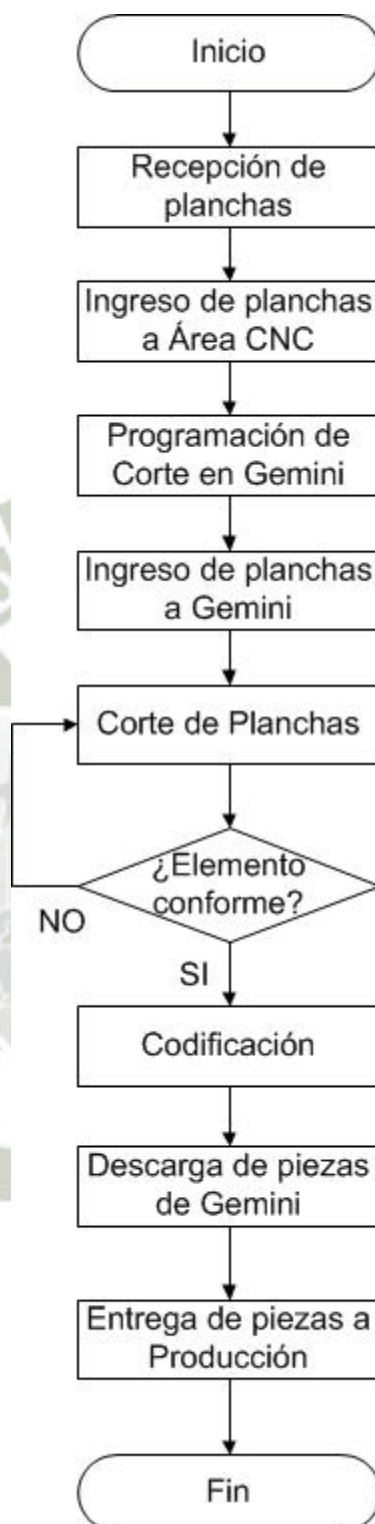 Inicio
Recepción de
planchas
Ingreso de planchas
a Área CNC
Programación de
Corte en Gemini
Ingreso de planchas
a Gemini
Corte de Planchas
¿Elemento
conforme?
NO
SI
Codificación
Descarga de piezas
de Gemini
Entrega de piezas a
Producción
Fin